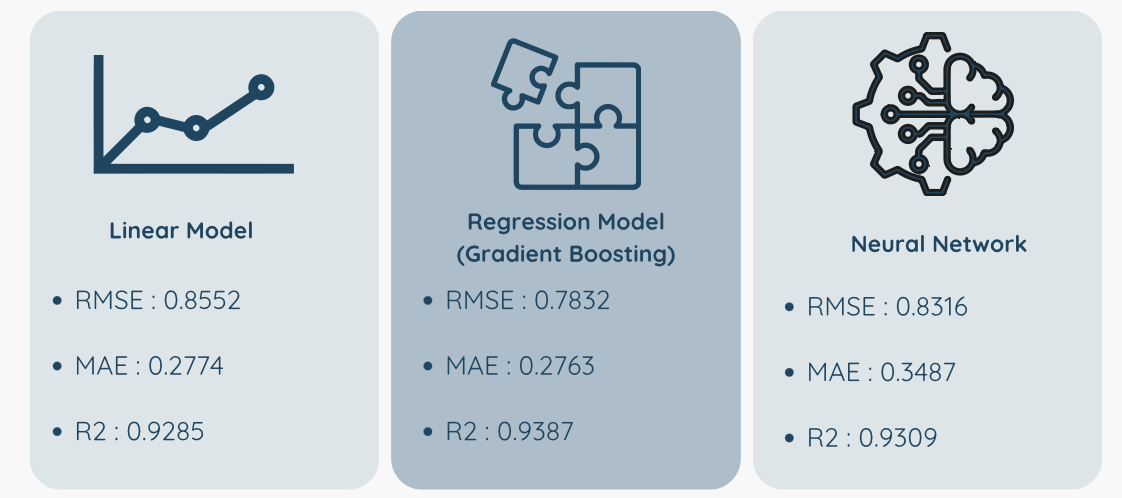 Linear Model
• RMSE : 0.8552
• MAE : 0.2774
• R2 : 0.9285
Regression Model
(Gradient Boosting)
• RMSE : 0.7832
• MAE : 0.2763
• R2 : 0.9387
Neural Network
• RMSE : 0.8316
• MAE : 0.3487
• R2 : 0.9309